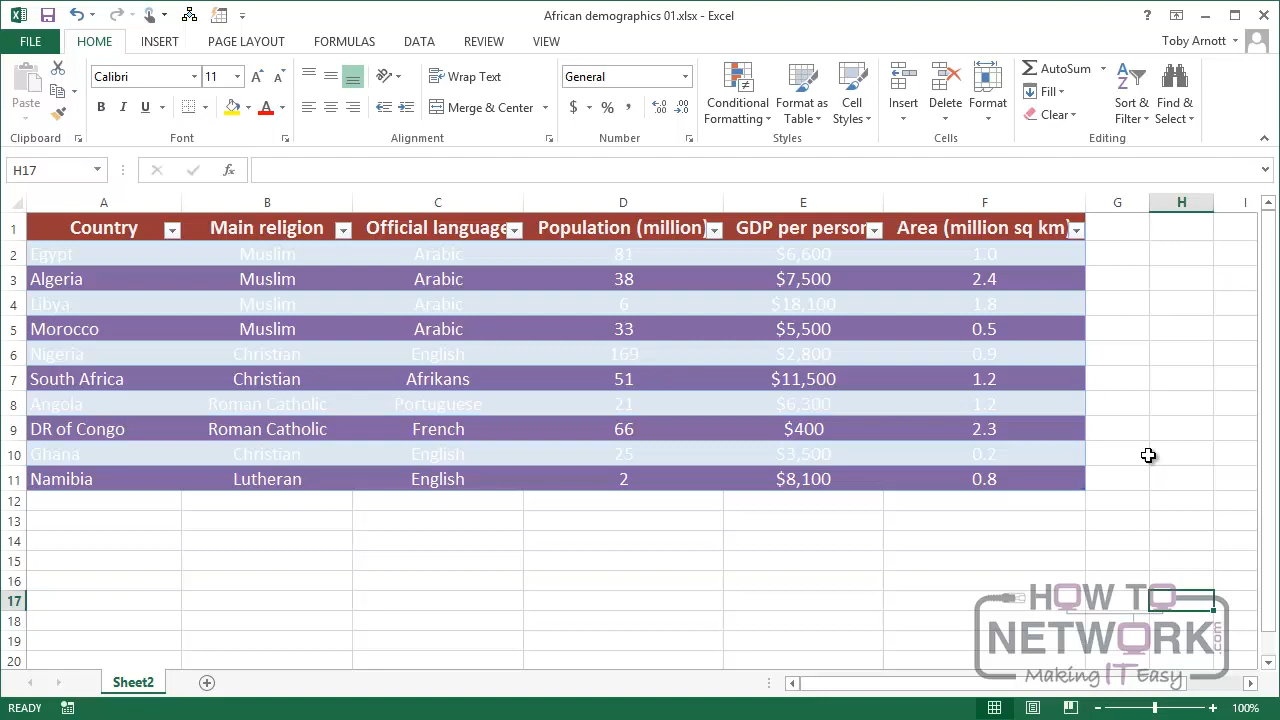 African demographics 01.xlsx - Excel
?
FILE HOME INSERT PAGE LAYOUT FORMULAS DATA REVIEW VIEW Toby Arnott
Paste
Clipboard
Calibri 11
B I U A
Font
Wrap Text
Merge & Center
Alignment
General
$ % ,
Number
Conditional Formatting
Format as Table
Cell Styles
Styles
Insert Delete Format
Cells
AutoSum
Fill
Clear
Sort & Filter
Find & Select
Editing
H17 fx
A B C D E F G H I
1 Country Main religion Official language Population (million) GDP per person Area (million sq km)
2 Egypt Muslim Arabic 81 $6,600 1.0
3 Algeria Muslim Arabic 38 $7,500 2.4
4 Libya Muslim Arabic 6 $18,100 1.8
5 Morocco Muslim Arabic 33 $5,500 0.5
6 Nigeria Christian English 169 $2,800 0.9
7 South Africa Christian Afrikans 51 $11,500 1.2
8 Angola Roman Catholic Portuguese 21 $6,300 1.2
9 DR of Congo Roman Catholic French 66 $400 2.3
10 Ghana Christian English 25 $3,500 0.2
11 Namibia Lutheran English 2 $8,100 0.8
12
13
14
15
16
17
18
19
20
HOW TO
NETWORK.com
Making IT Easy
Sheet2
READY 100%